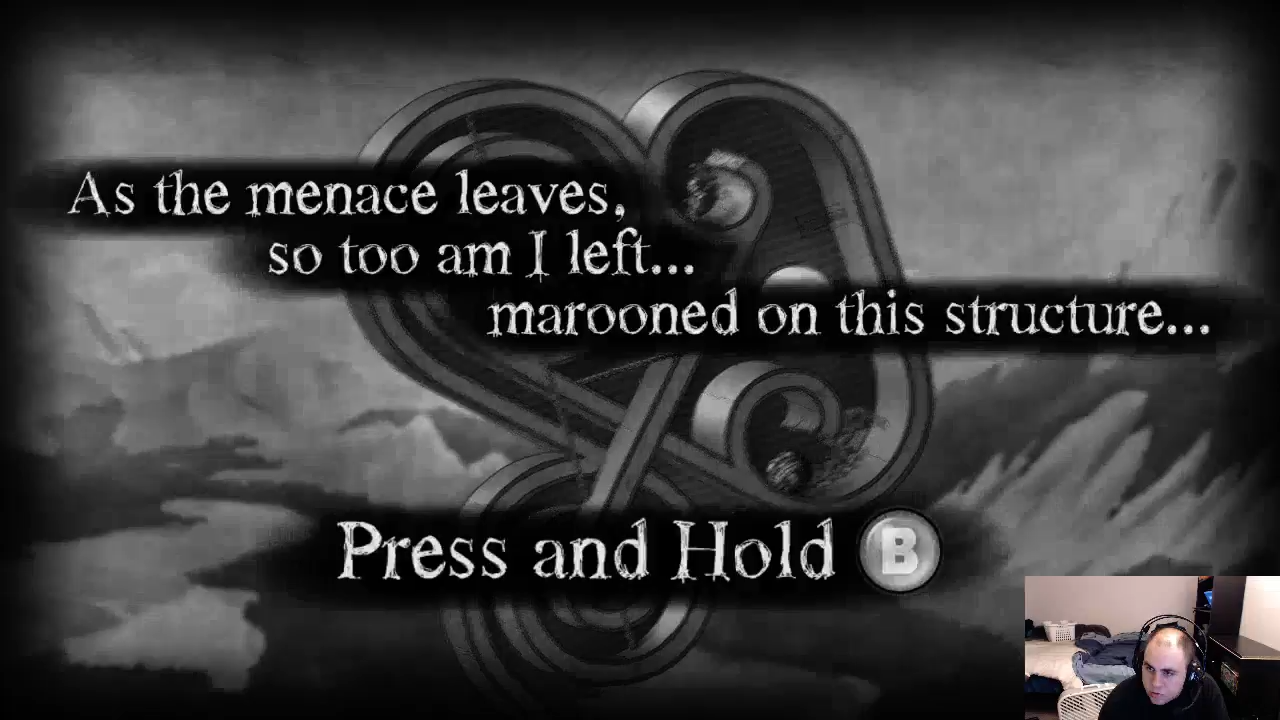 As the menace leaves,
so too am I left...
marooned on this structure...
Press and Hold B